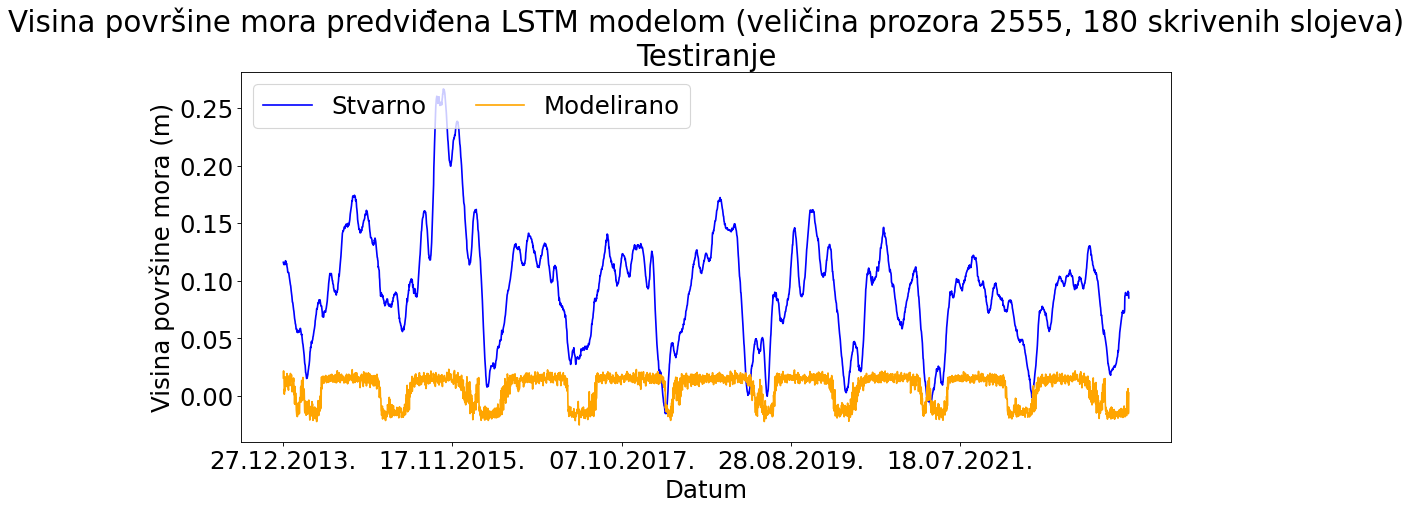 Visina površine mora predviđena LSTM modelom (veličina prozora 2555, 180 skrivenih slojeva)
Testiranje
Stvarno
Modelirano
Visina površine mora (m)
0.25
0.20
0.15
0.10
0.05
0.00
27.12.2013.
17.11.2015.
07.10.2017.
28.08.2019.
18.07.2021.
Datum